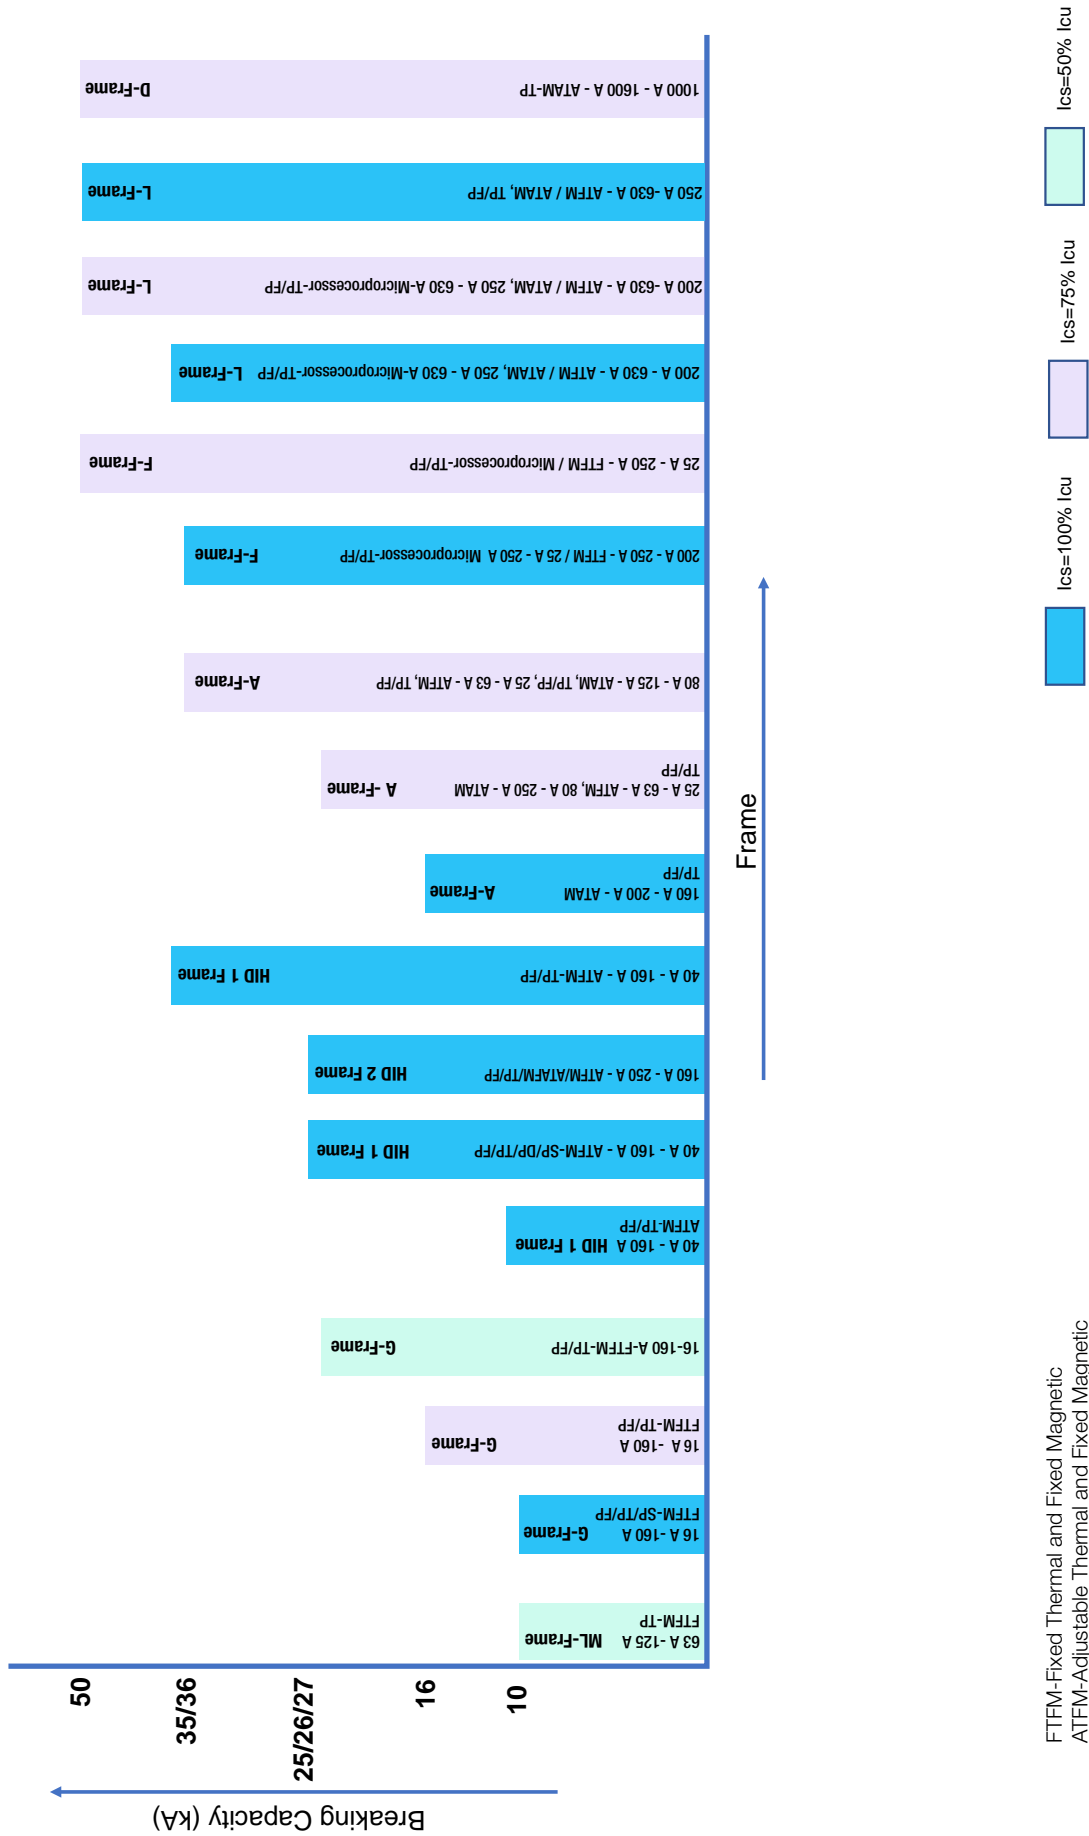 Breaking Capacity (kA)
50
35/36
25/26/27
16
10
ML-Frame
63 A -125 A
FTFM-TP
G-Frame
16 A -160 A
FTFM-SP/TP/FP
G-Frame
16 A  -160 A
FTFM-TP/FP
G-Frame
16-160 A-FTFM-TP/FP
HID 1 Frame
40 A - 160 A
ATFM-TP/FP
HID 1 Frame
40 A - 160 A - ATFM-SP/DP/TP/FP
HID 2 Frame
160 A - 250 A - ATFM/ATAFM/TP/FP
HID 1 Frame
40 A - 160 A - ATFM-TP/FP
A-Frame
160 A - 200 A - ATAM
TP/FP
A -Frame
25 A - 63 A - ATFM, 80 A - 250 A - ATAM
TP/FP
A-Frame
80 A - 125 A - ATAM, TP/FP, 25 A - 63 A - ATFM, TP/FP
F-Frame
200 A - 250 A - FTFM / 25 A - 250 A  Microprocessor-TP/FP
F-Frame
25 A - 250 A - FTFM / Microprocessor-TP/FP
L-Frame
200 A - 630 A - ATFM / ATAM, 250 A - 630 A-Microprocessor-TP/FP
L-Frame
200 A -630 A - ATFM / ATAM, 250 A - 630 A-Microprocessor-TP/FP
L-Frame
250 A -630 A - ATFM / ATAM, TP/FP
D-Frame
1000 A - 1600 A - ATAM-TP
Frame
FTFM-Fixed Thermal and Fixed Magnetic
ATFM-Adjustable Thermal and Fixed Magnetic
Ics=100% Icu
Ics=75% Icu
Ics=50% Icu